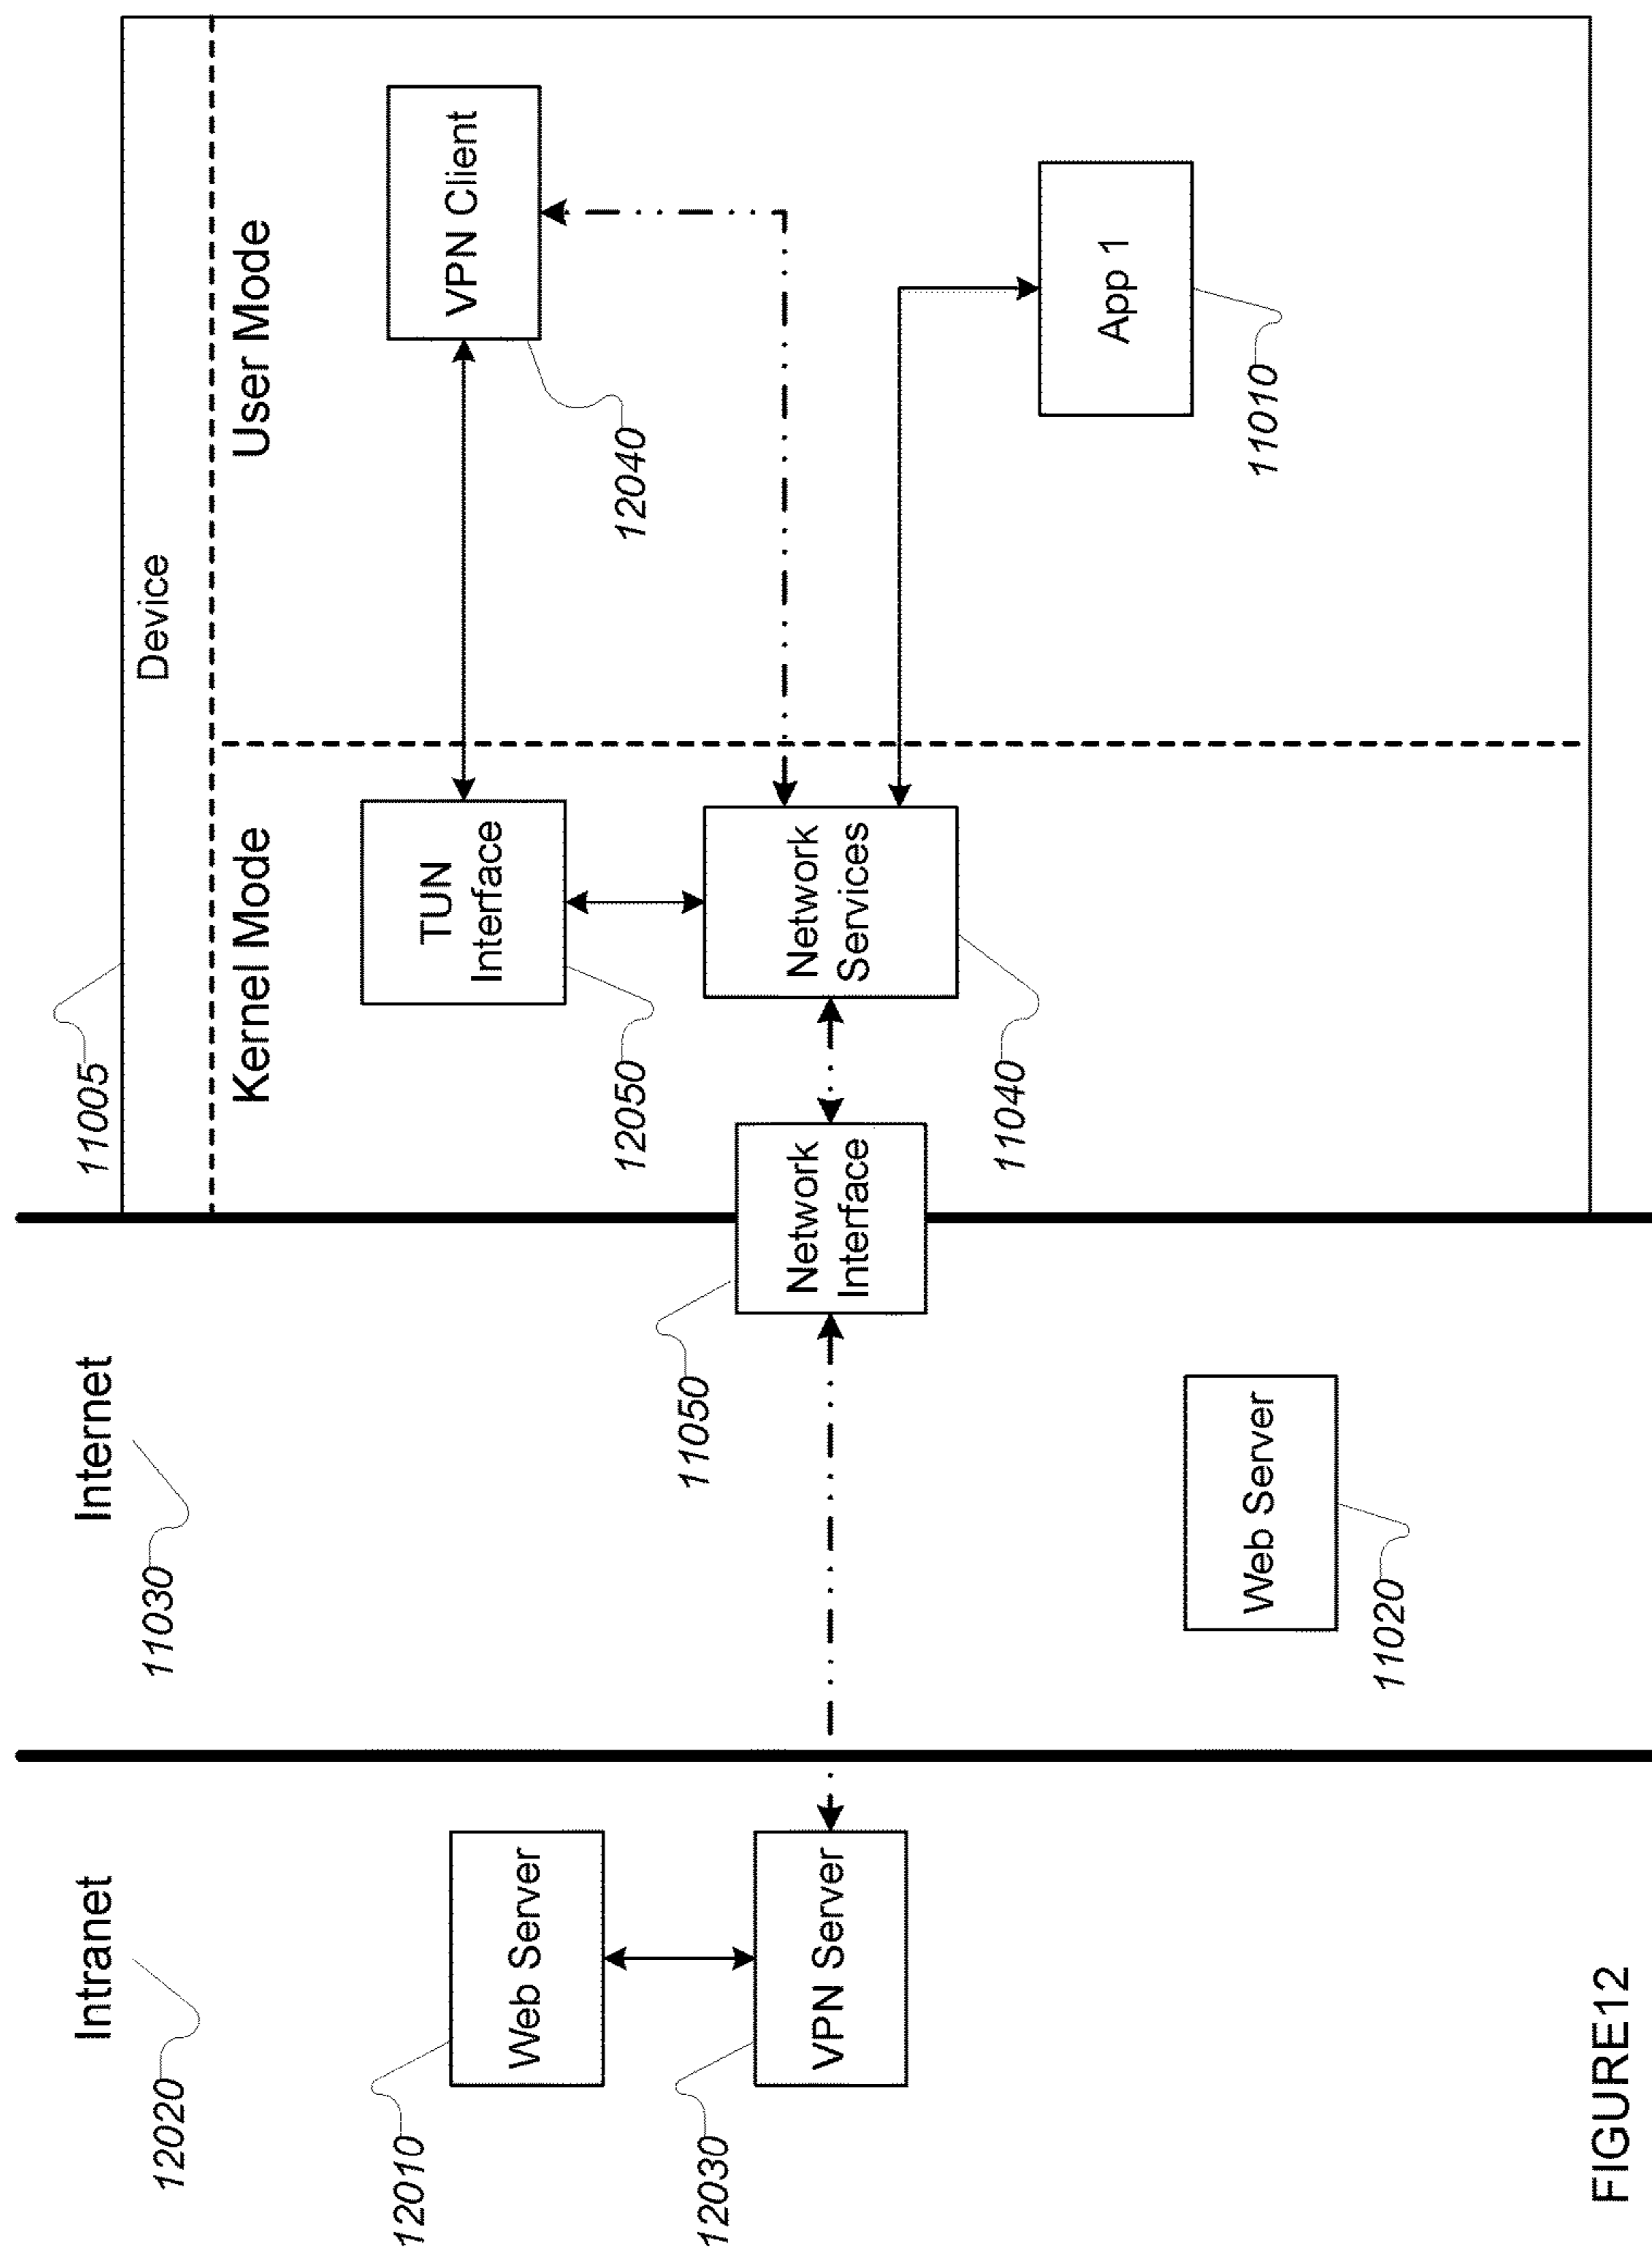 Intranet
12020
Internet
11030
11005
Device
Kernel Mode
User Mode
12010
Web Server
12030
VPN Server
11050
Network
Interface
TUN
Interface
12050
Network
Services
11040
VPN Client
12040
App 1
11010
Web Server
11020
FIGURE12